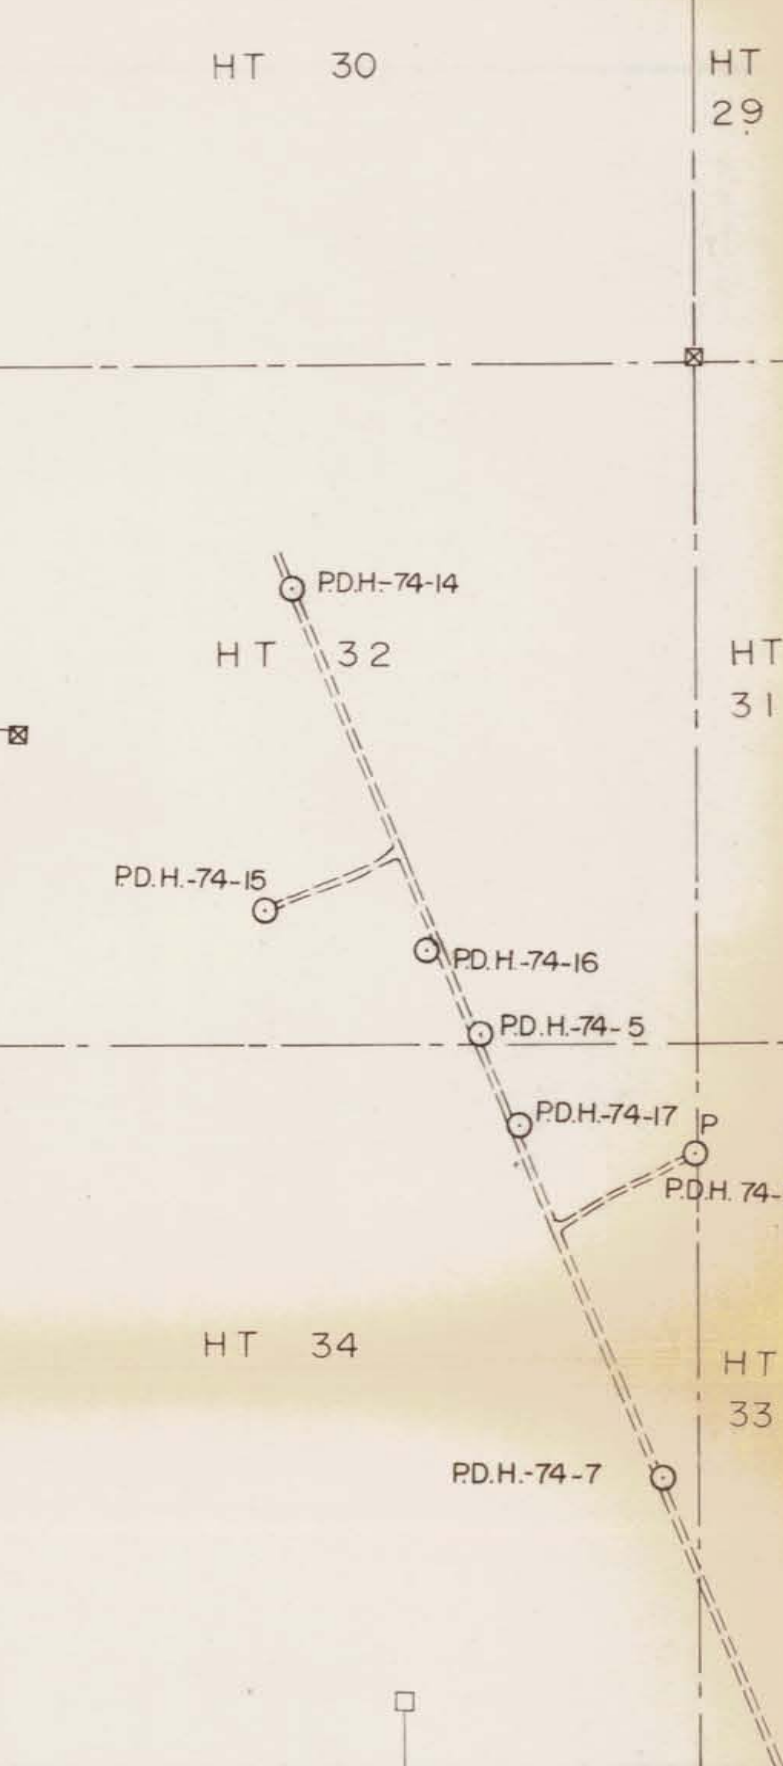 HT 30
HT
29
P.D.H.-74-14
HT 32
HT
31
P.D.H.-74-15
P.D.H.-74-16
P.D.H.-74-5
P.D.H.-74-17
P
P.D.H. 74-
HT 34
HT
33
P.D.H.-74-7